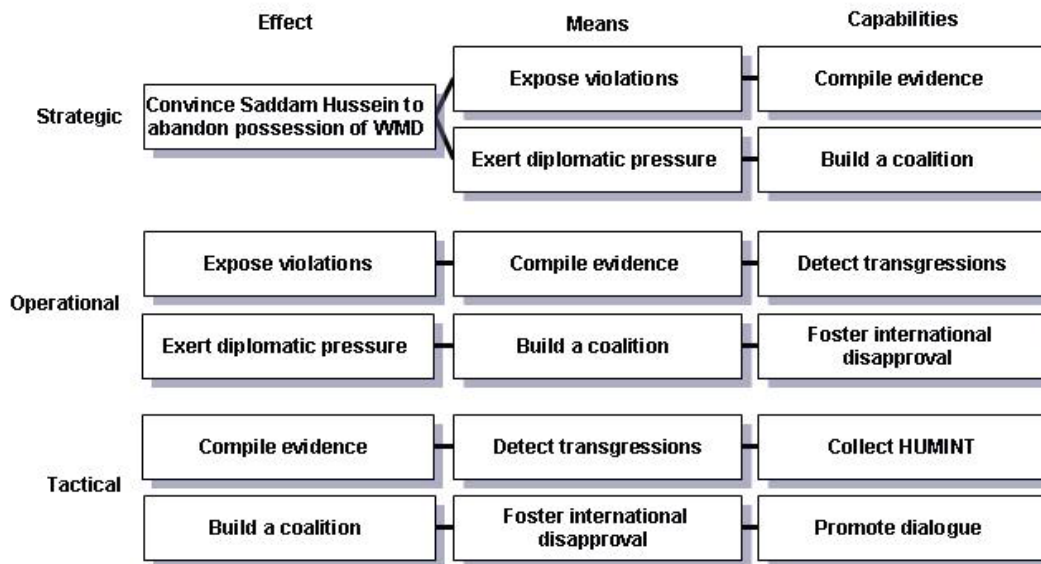 Effect
Means
Capabilities
Strategic
Convince Saddam Hussein to
abandon possession of WMD
Expose violations
Compile evidence
Exert diplomatic pressure
Build a coalition
Operational
Expose violations
Compile evidence
Detect transgressions
Exert diplomatic pressure
Build a coalition
Foster international
disapproval
Tactical
Compile evidence
Detect transgressions
Collect HUMINT
Build a coalition
Foster international
disapproval
Promote dialogue